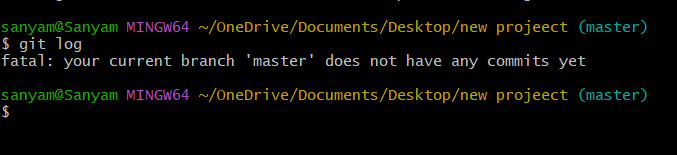 sanyam@Sanyam MINGW64 ~/OneDrive/Documents/Desktop/new projeect (master)
$ git log
fatal: your current branch 'master' does not have any commits yet
sanyam@Sanyam MINGW64 ~/OneDrive/Documents/Desktop/new projeect (master)
$